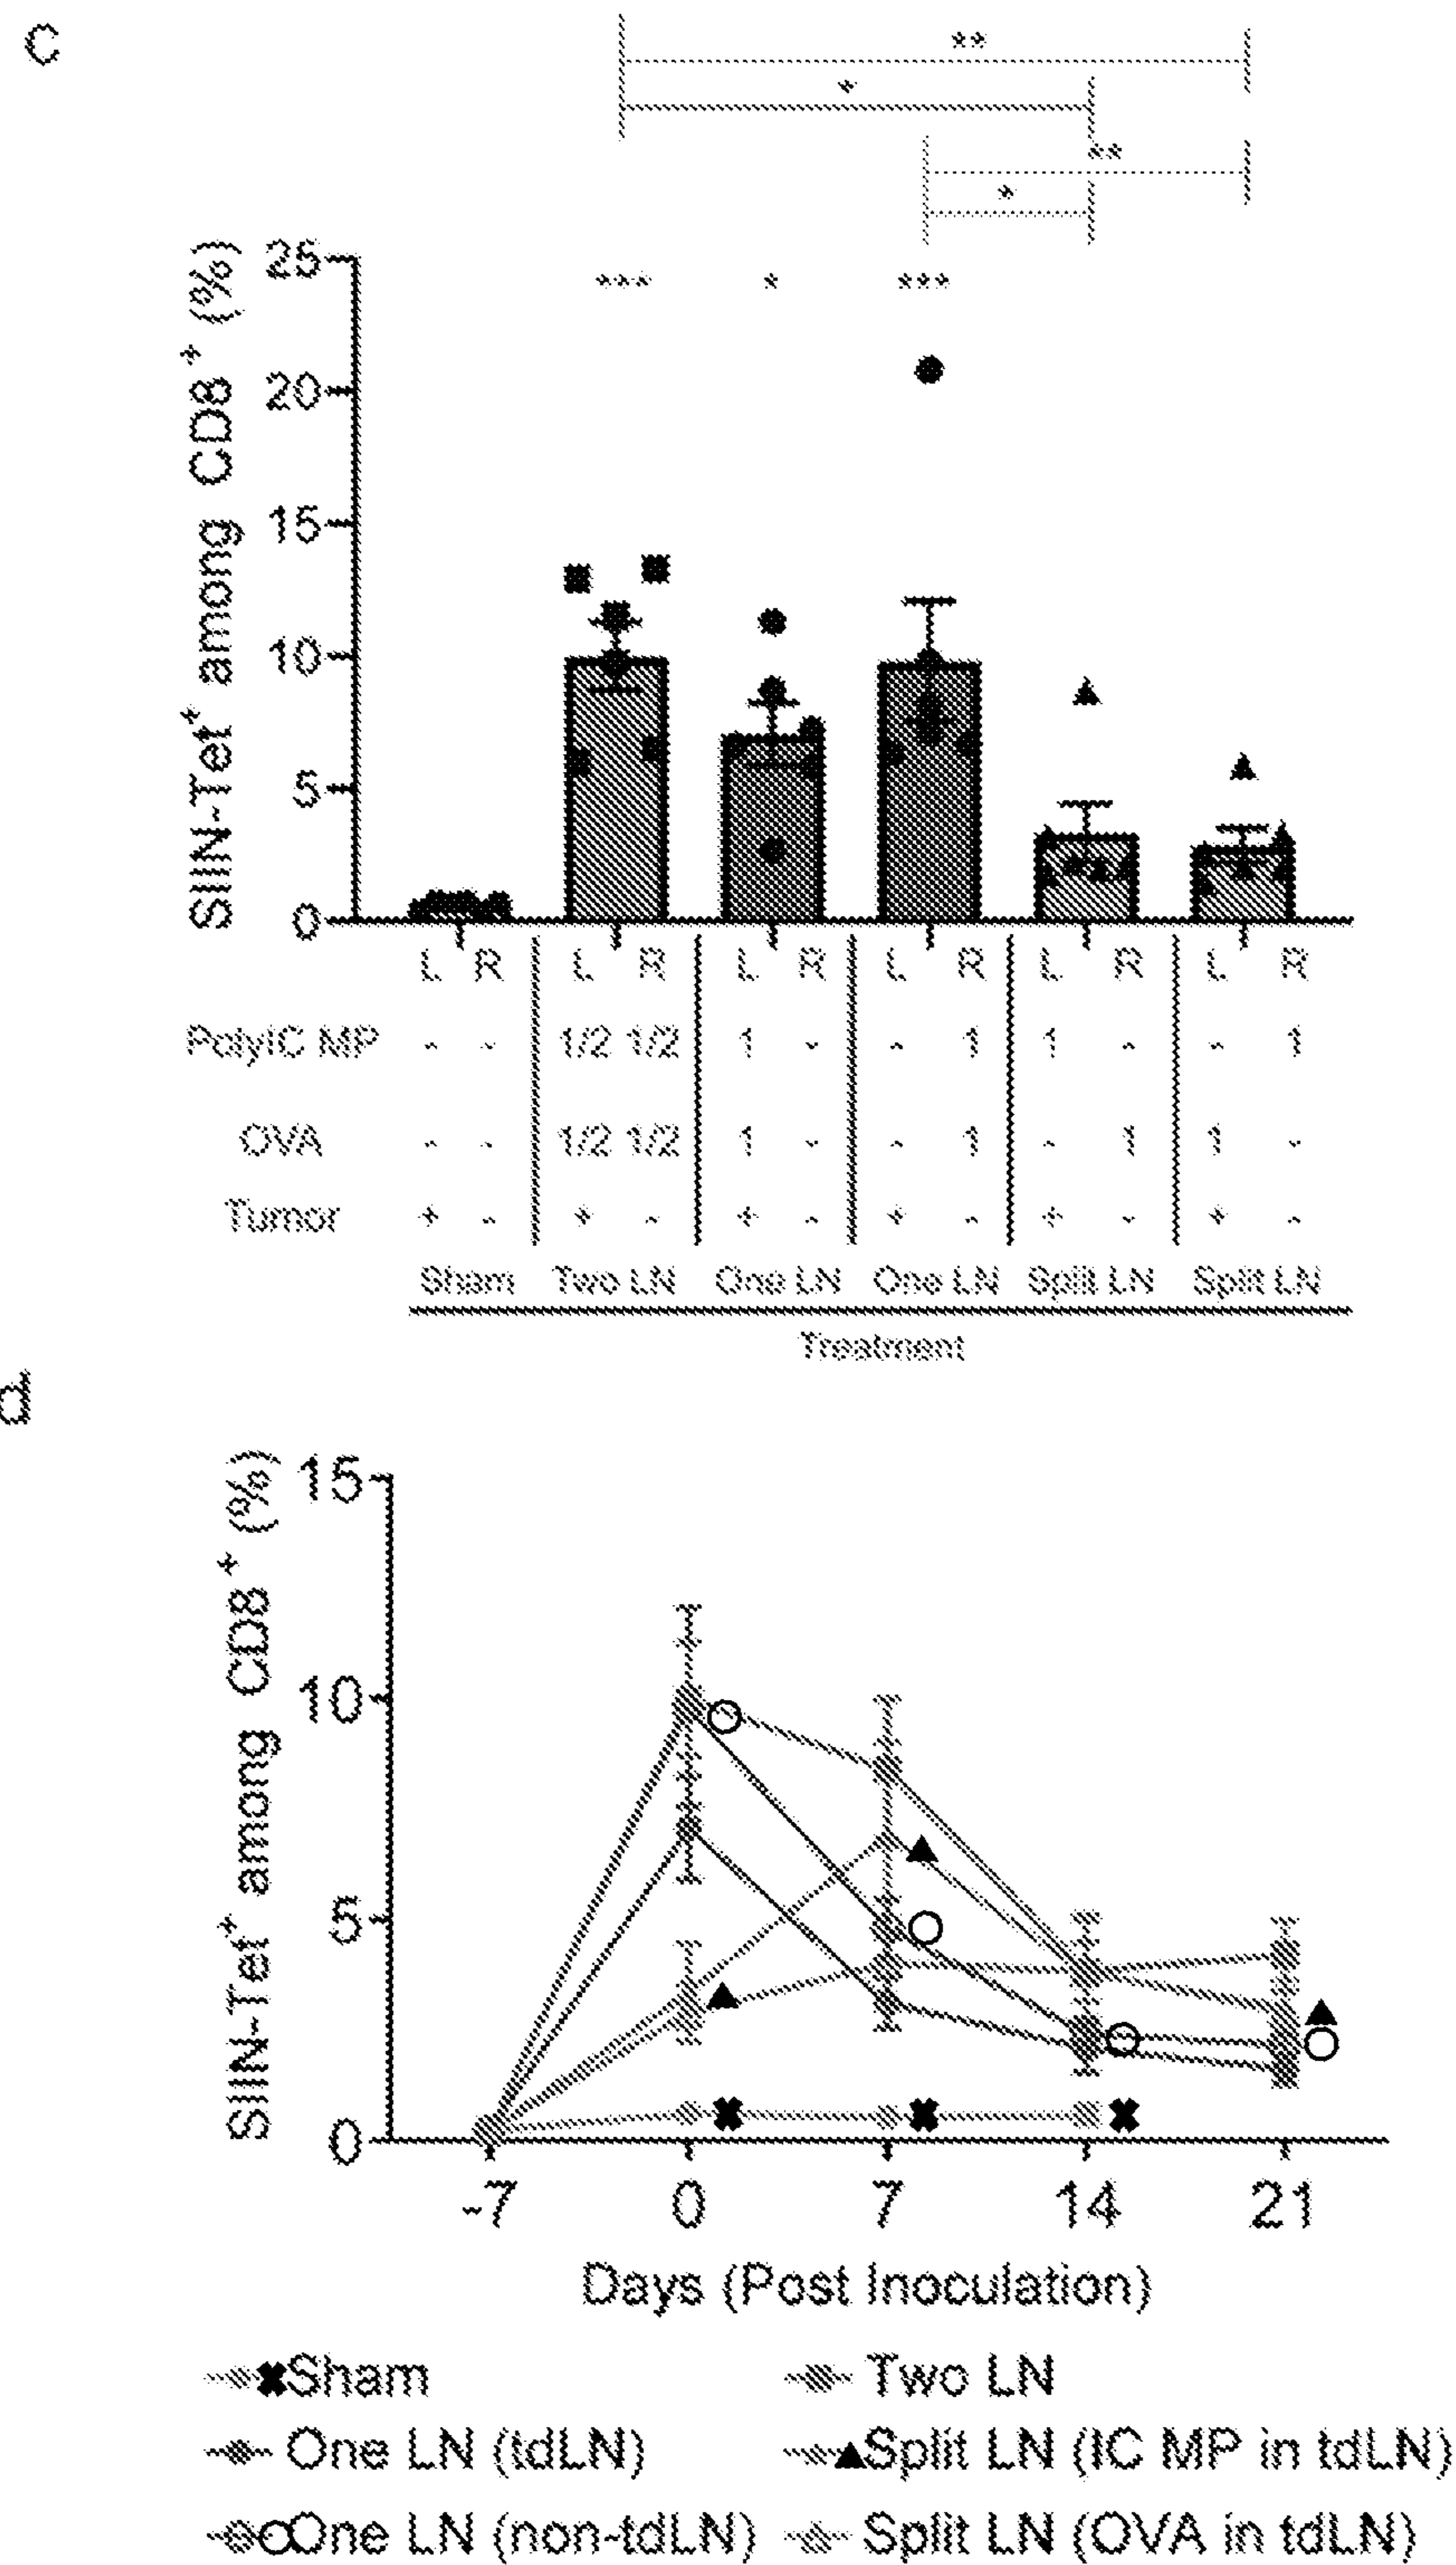 c
**
*
**
*
SIIN-Tet+ among CD8+ (%)
25
*** * ***
20
15
10
5
0
L R L R L R L R L R L R
PolyIC MP - - 1/2 1/2 1 - - 1 1 - - 1
OVA - - 1/2 1/2 1 - - 1 - 1 1 -
Tumor + - + - + - + - + - + -
Sham Two LN One LN One LN Split LN Split LN
Treatment
d
SIIN-Tet+ among CD8+ (%)
15
10
5
0
-7 0 7 14 21
Days (Post Inoculation)
Sham Two LN
One LN (tdLN) Split LN (IC MP in tdLN)
One LN (non-tdLN) Split LN (OVA in tdLN)